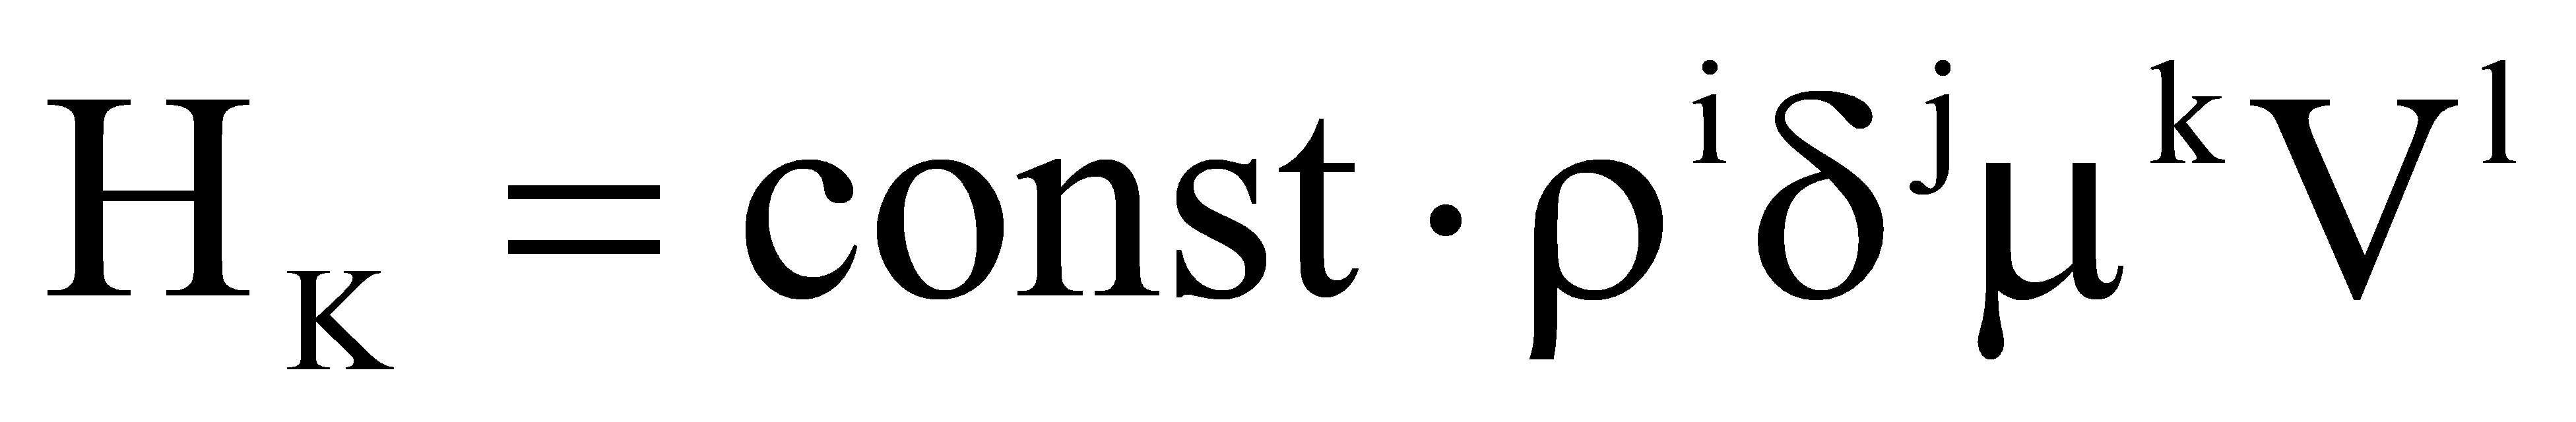 H_K = const · ρ^i δ^j μ^k V^l